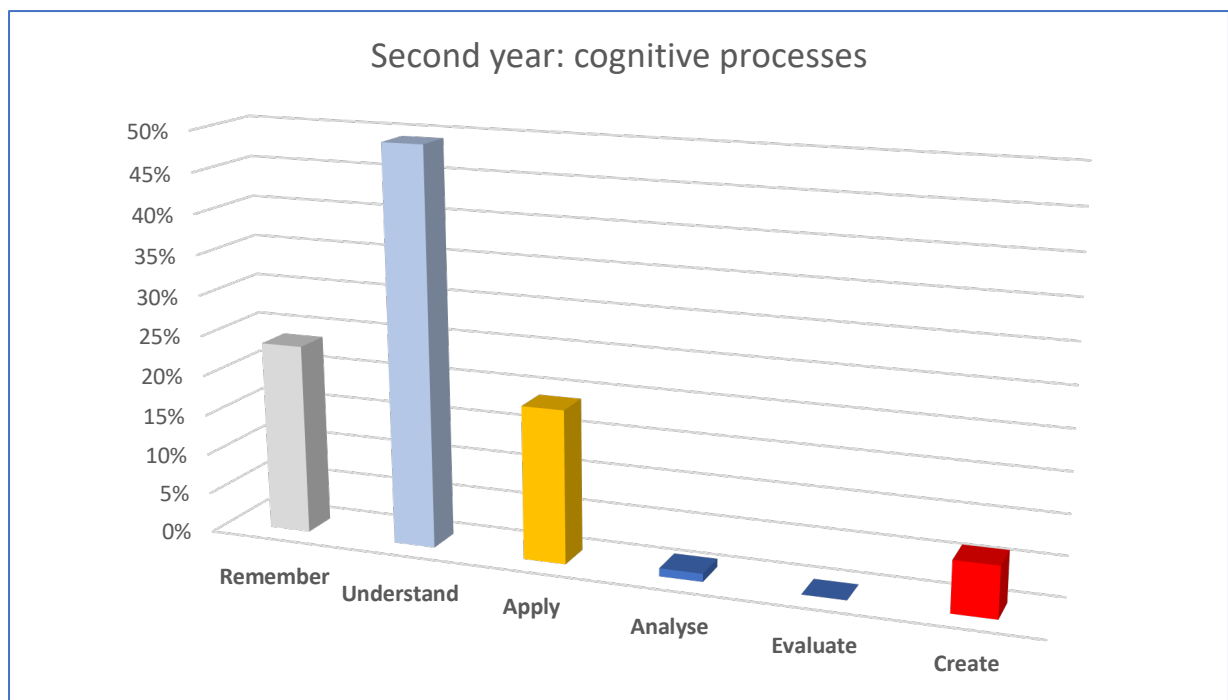 Second year: cognitive processes
50%
45%
40%
35%
30%
25%
20%
15%
10%
5%
0%
Remember
Understand
Apply
Analyse
Evaluate
Create